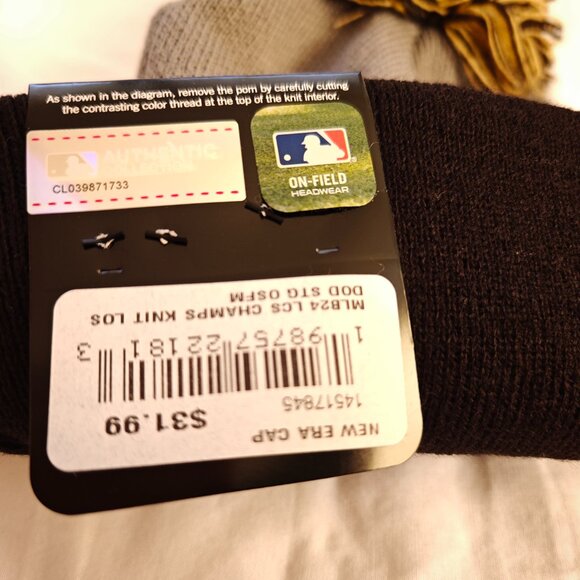 As shown in the diagram, remove the pom by carefully cutting
the contrasting color thread at the top of the knit interior.
AUTHENTIC
CL039871733
ON-FIELD
HEADWEAR
NEW ERA CAP
14517845
$31.99
1 98757 22181 3
MLB24 LCS CHAMPS KNIT LOS
DOD STG OSFM